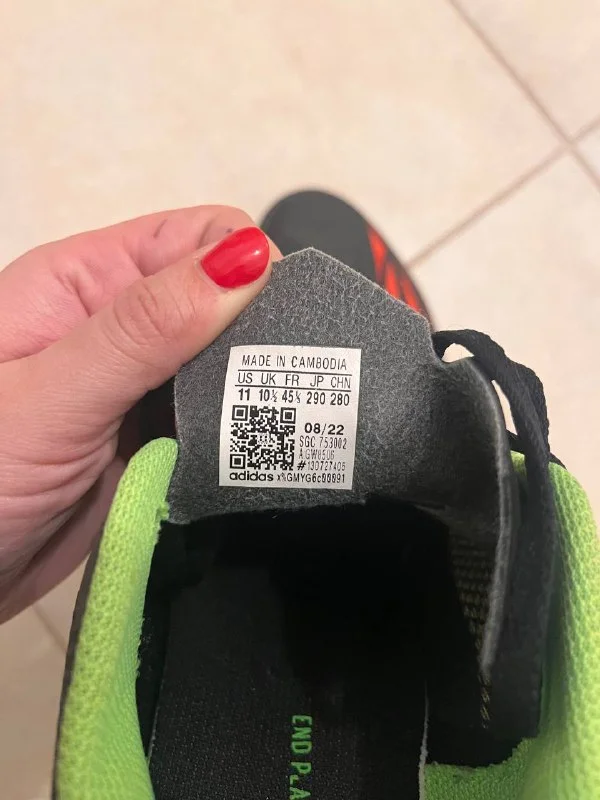 MADE IN CAMBODIA
US UK FR JP CHN
11 10½ 45⅓ 290 280
08/22
SGC 753002
#130727405
adidas
END PLA